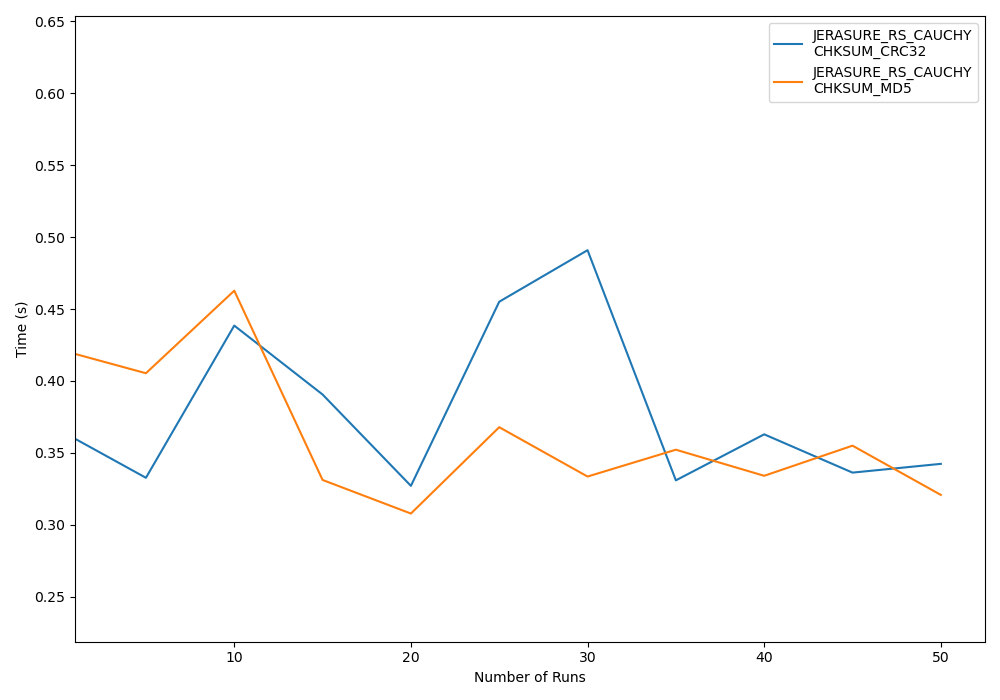 JERASURE_RS_CAUCHY
CHKSUM_CRC32
JERASURE_RS_CAUCHY
CHKSUM_MD5
0.65
0.60
0.55
0.50
0.45
0.40
0.35
0.30
0.25
Time (s)
10 20 30 40 50
Number of Runs